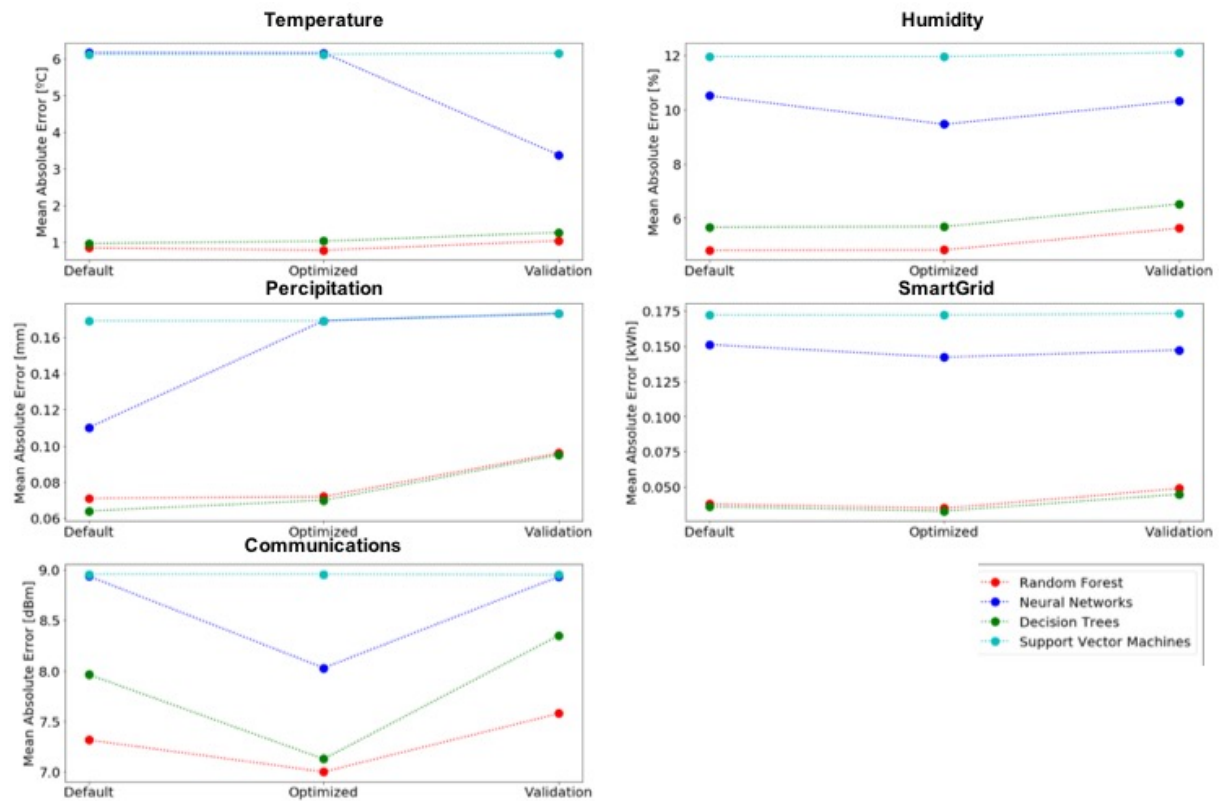 Temperature
Mean Absolute Error [ºC]
6
5
4
3
2
1
Default Optimized Validation
Humidity
Mean Absolute Error [%]
12
10
8
6
Default Optimized Validation
Percipitation
Mean Absolute Error [mm]
0.16
0.14
0.12
0.10
0.08
0.06
Default Optimized Validation
SmartGrid
Mean Absolute Error [kWh]
0.175
0.150
0.125
0.100
0.075
0.050
Default Optimized Validation
Communications
Mean Absolute Error [dBm]
9.0
8.5
8.0
7.5
7.0
Default Optimized Validation
Random Forest
Neural Networks
Decision Trees
Support Vector Machines